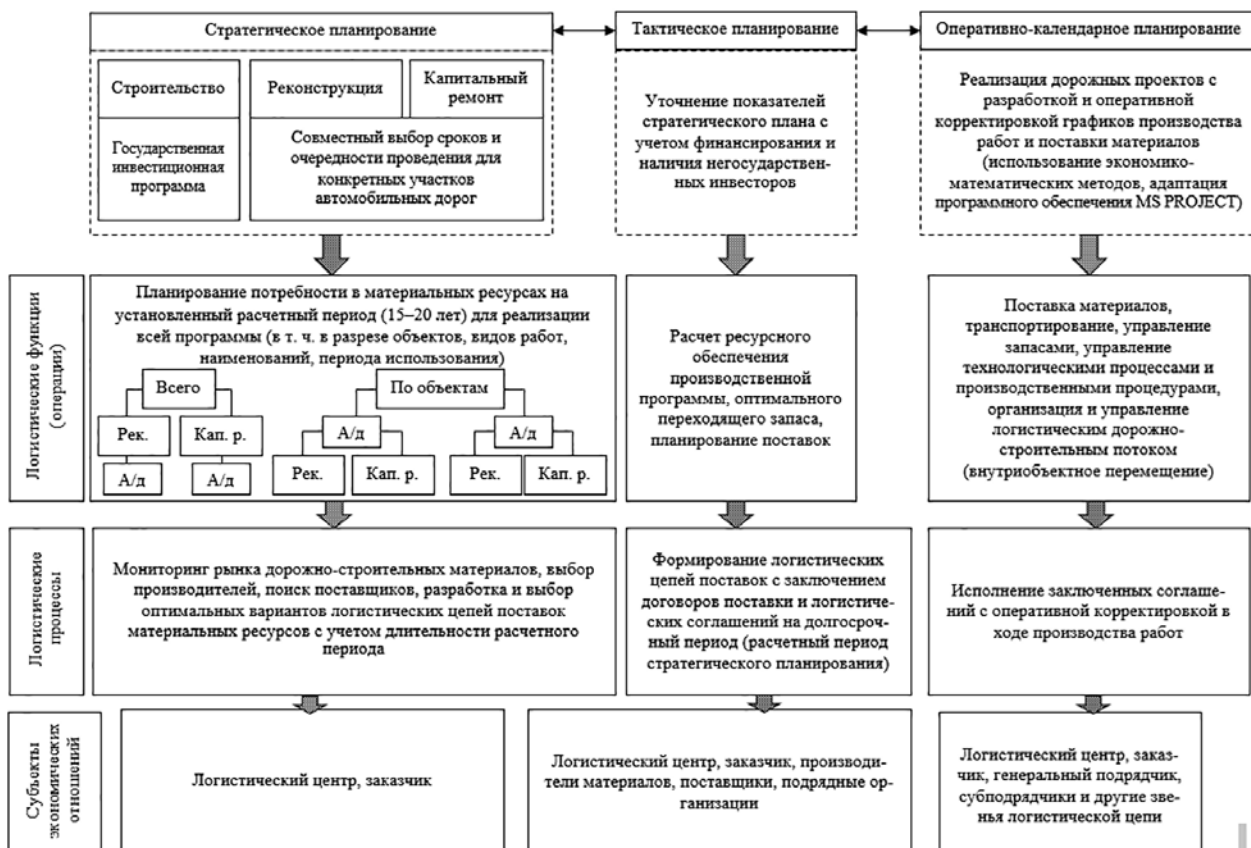 Стратегическое планирование
Тактическое планирование
Оперативно-календарное планирование
Строительство
Реконструкция
Капитальный
ремонт
Государственная
инвестиционная
программа
Совместный выбор сроков и
очередности проведения для
конкретных участков
автомобильных дорог
Уточнение показателей
стратегического плана с
учетом финансирования и
наличия негосударствен-
ных инвесторов
Реализация дорожных проектов с
разработкой и оперативной
корректировкой графиков производства
работ и поставки материалов
(использование экономико-
математических методов, адаптация
программного обеспечения MS PROJECT)
Логистические функции
(операции)
Планирование потребности в материальных ресурсах на
установленный расчетный период (15–20 лет) для реализации
всей программы (в т. ч. в разрезе объектов, видов работ,
наименований, периода использования)
Всего
По объектам
Рек.
Кап. р.
А/д
А/д
А/д
А/д
Рек.
Кап. р.
Рек.
Кап. р.
Расчет ресурсного
обеспечения
производственной
программы, оптимального
переходящего запаса,
планирование поставок
Поставка материалов,
транспортирование, управление
запасами, управление
технологическими процессами и
производственными процедурами,
организация и управление
логистическим дорожно-
строительным потоком
(внутриобъектное перемещение)
Логистические
процессы
Мониторинг рынка дорожно-строительных материалов, выбор
производителей, поиск поставщиков, разработка и выбор
оптимальных вариантов логистических цепей поставок
материальных ресурсов с учетом длительности расчетного
периода
Формирование логистических
цепей поставок с заключением
договоров поставки и логистиче-
ских соглашений на долгосроч-
ный период (расчетный период
стратегического планирования)
Исполнение заключенных соглаше-
ний с оперативной корректировкой в
ходе производства работ
Субъекты
экономических
отношений
Логистический центр, заказчик
Логистический центр, заказчик, производи-
тели материалов, поставщики, подрядные ор-
ганизации
Логистический центр, заказ-
чик, генеральный подрядчик,
субподрядчики и другие зве-
нья логистической цепи